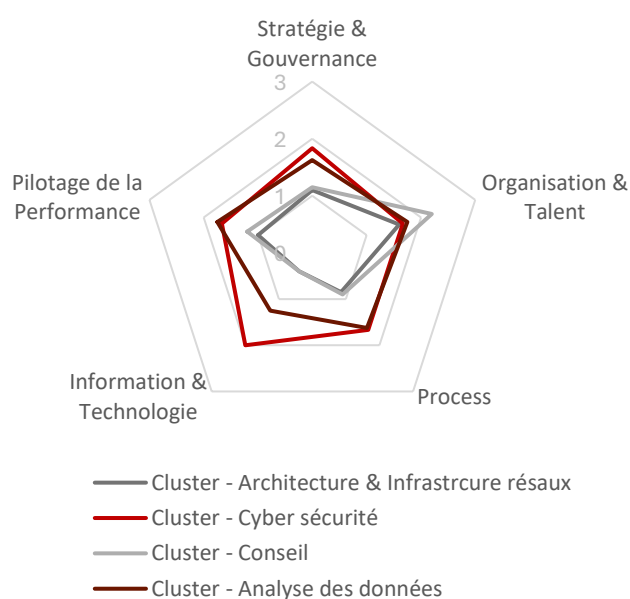 Stratégie &
Gouvernance
3
2
1
0
Organisation &
Talent
Process
Information &
Technologie
Pilotage de la
Performance
Cluster - Architecture & Infrastrcure résaux
Cluster - Cyber sécurité
Cluster - Conseil
Cluster - Analyse des données